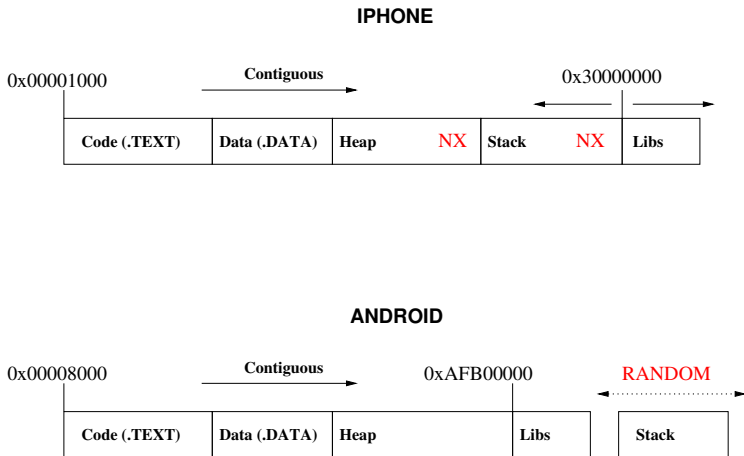 IPHONE
0x00001000 Contiguous 0x30000000
Code (.TEXT) Data (.DATA) Heap NX Stack NX Libs
ANDROID
0x00008000 Contiguous 0xAFB00000 RANDOM
Code (.TEXT) Data (.DATA) Heap Libs Stack